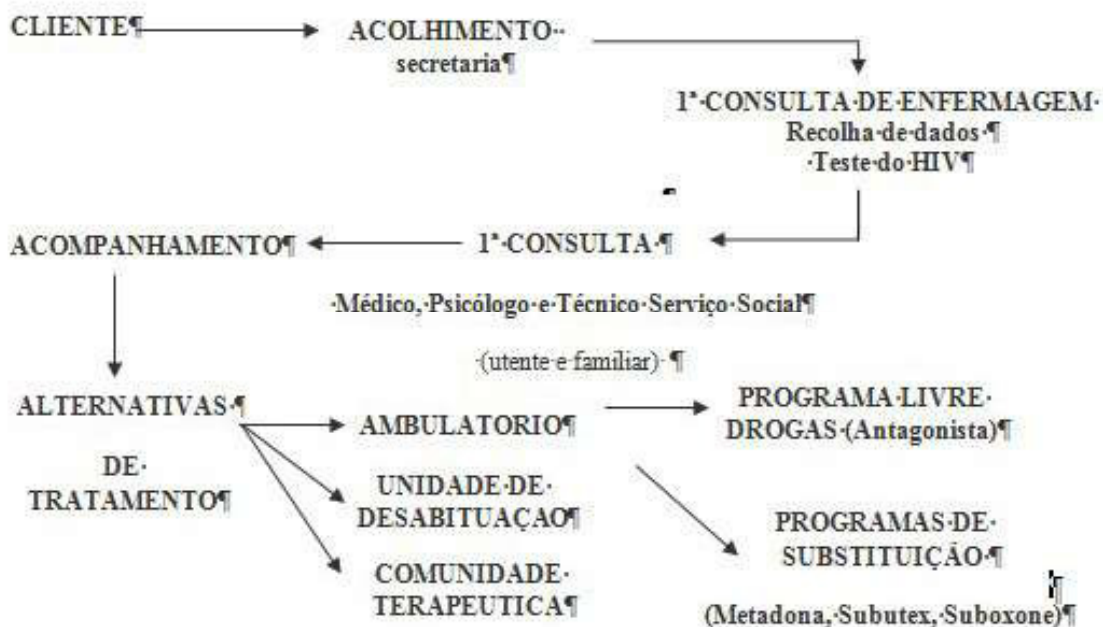 CLIENTE¶
ACOLHIMENTO··
secretaria¶
1ª·CONSULTA·DE·ENFERMAGEM·
Recolha·de·dados·¶
·Teste·do·HIV¶
¶
ACOMPANHAMENTO¶
1ª·CONSULTA·¶
·Médico,·Psicólogo·e·Técnico·Serviço·Social¶
·(utente·e·familiar)·¶
ALTERNATIVAS·¶
DE·
TRATAMENTO¶
AMBULATORIO¶
UNIDADE·DE·
DESABITUAÇAO¶
COMUNIDADE·
TERAPEUTICA¶
PROGRAMA·LIVRE·
DROGAS·(Antagonista)¶
PROGRAMAS·DE·
SUBSTITUIÇÃO·¶
¶
(Metadona,·Subutex,·Suboxone)¶